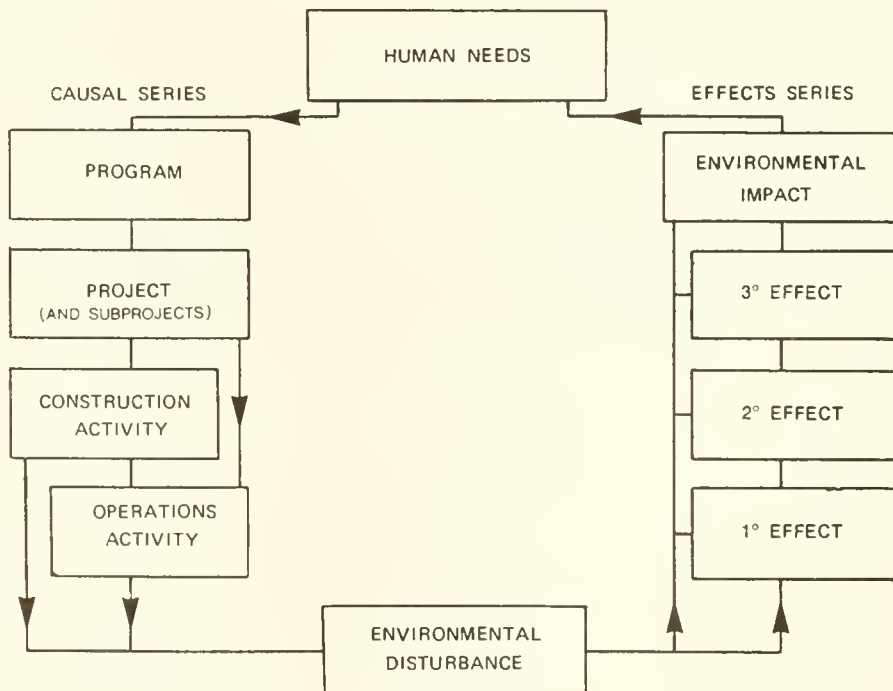 HUMAN NEEDS
CAUSAL SERIES
PROGRAM
PROJECT
(AND SUBPROJECTS)
CONSTRUCTION
ACTIVITY
OPERATIONS
ACTIVITY
ENVIRONMENTAL
DISTURBANCE
EFFECTS SERIES
ENVIRONMENTAL
IMPACT
3° EFFECT
2° EFFECT
1° EFFECT